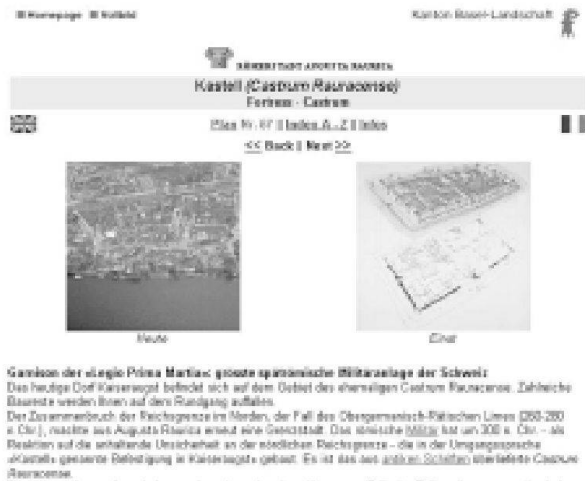 Homepage Vollbild
Kanton Basel-Landschaft
RÖMERSTADT AUGUSTA RAURICA
Kastell (Castrum Rauracense)
Fortress - Castrum
Plan Nr. 67 || Index A - Z || Infos
<< Back || Next >>
Heute Einst
Garnison der «Legio Prima Martia»: grösste spätrömische Militäranlage der Schweiz
Das heutige Dorf Kaiseraugst befindet sich auf dem Gebiet des ehemaligen Castrum Rauracense. Zahlreiche
Baureste werden Ihnen auf dem Rundgang auffallen.
Der Zusammenbruch der Reichsgrenze im Norden, der Fall des Obergermanisch-Rätischen Limes (260-280
n. Chr.), machte aus Augusta Raurica erneut eine Grenzstadt. Das römische Militär hat um 300 n. Chr. - als
Reaktion auf die anhaltende Unsicherheit an der nördlichen Reichsgrenze - die in der Umgangssprache
«Kastell» genannte Befestigung in Kaiseraugst gebaut. Es ist das aus antiken Schriften überlieferte Castrum
Rauracense.